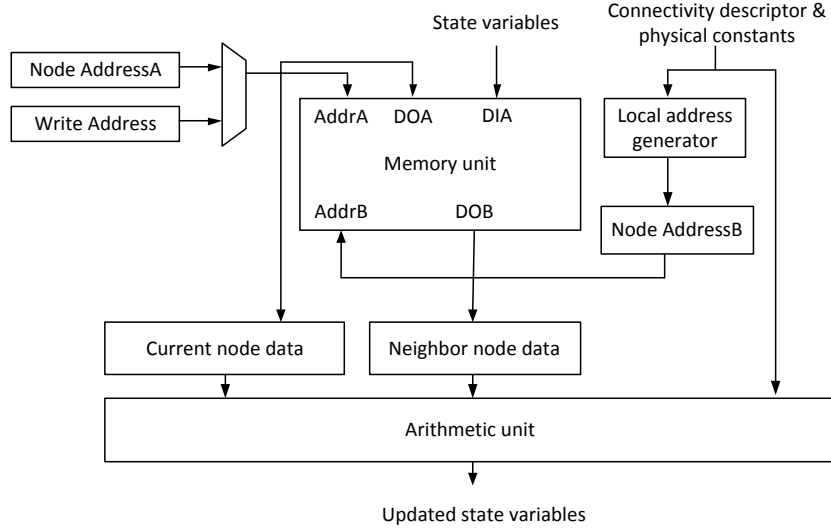 State variables
Connectivity descriptor &
physical constants
Node AddressA
Write Address
AddrA DOA DIA
Memory unit
AddrB DOB
Local address
generator
Node AddressB
Current node data
Neighbor node data
Arithmetic unit
Updated state variables